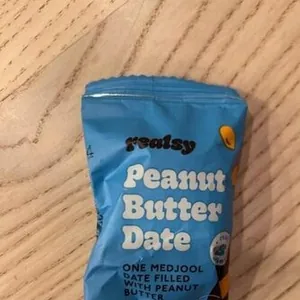 realsy
Peanut
Butter
Date
ONE MEDJOOL
DATE FILLED
WITH PEANUT
BUTTER